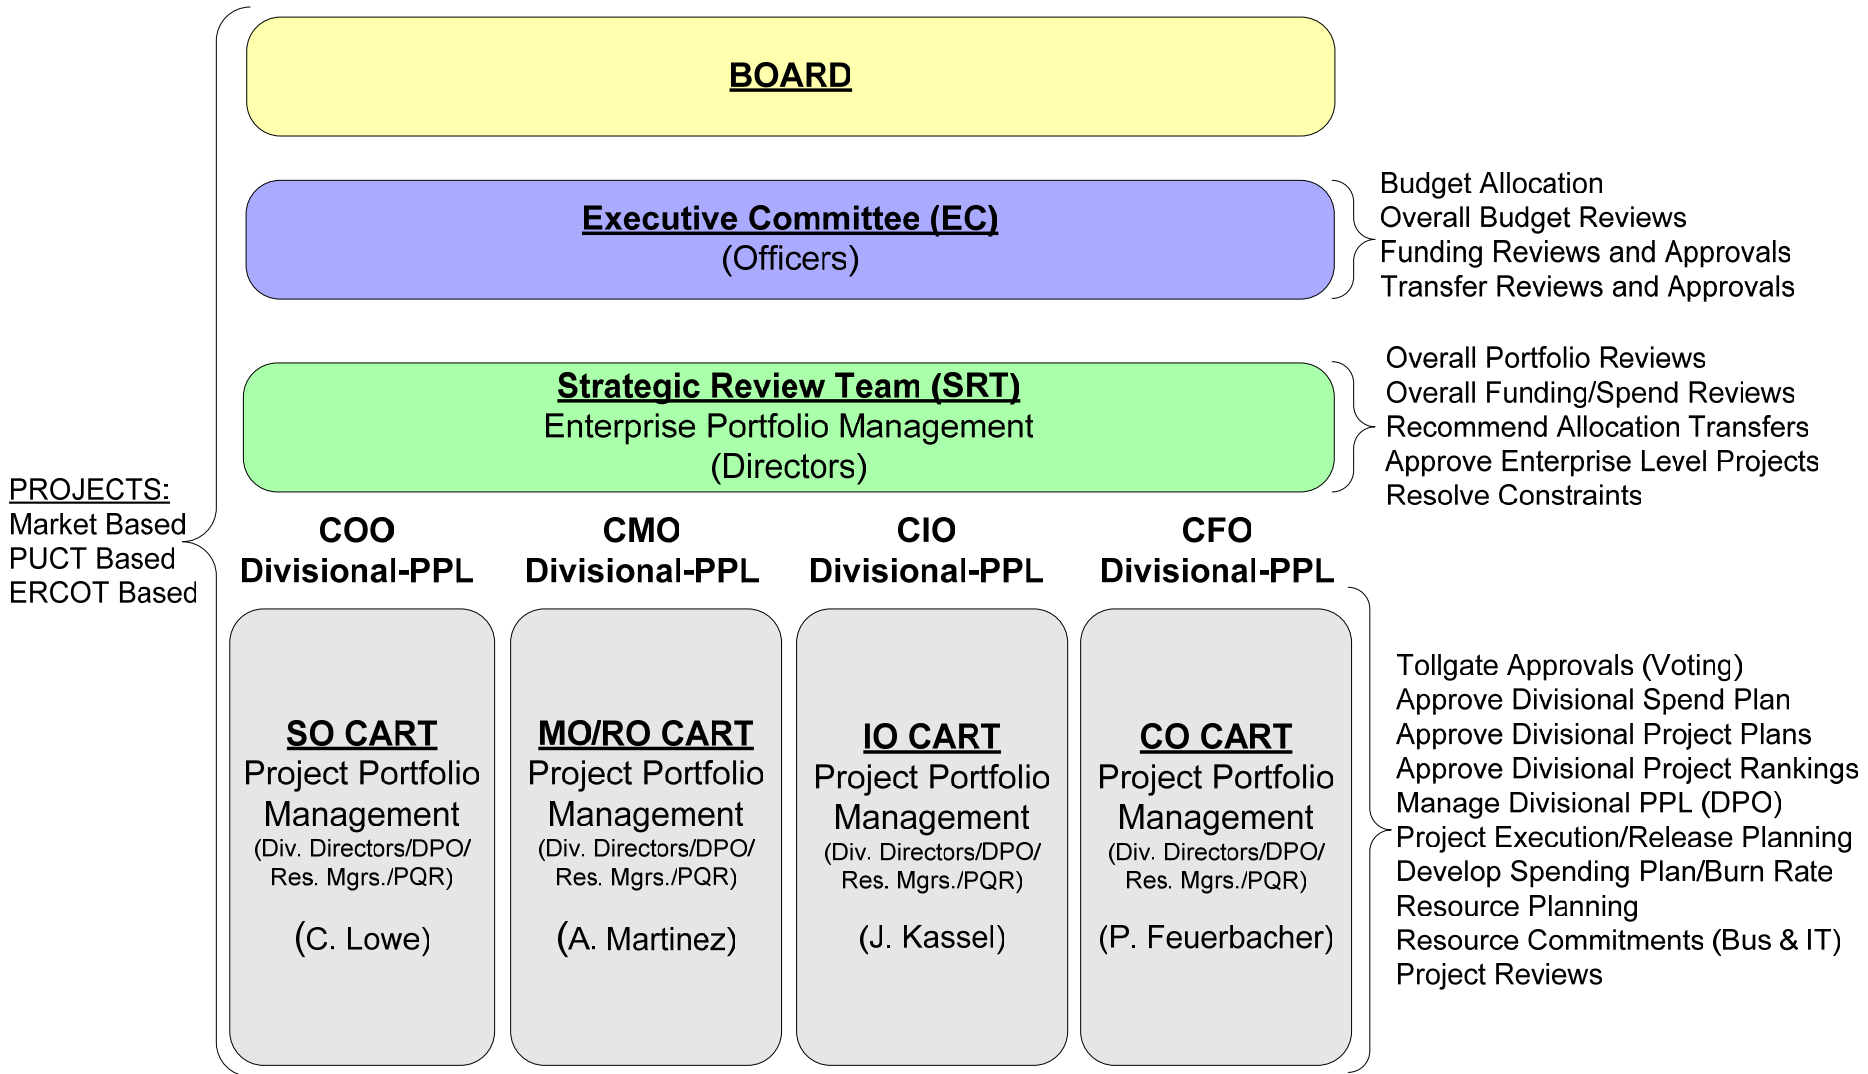 BOARD
Executive Committee (EC)
(Officers)
Budget Allocation
Overall Budget Reviews
Funding Reviews and Approvals
Transfer Reviews and Approvals
Strategic Review Team (SRT)
Enterprise Portfolio Management
(Directors)
Overall Portfolio Reviews
Overall Funding/Spend Reviews
Recommend Allocation Transfers
Approve Enterprise Level Projects
Resolve Constraints
PROJECTS:
Market Based
PUCT Based
ERCOT Based
COO
Divisional-PPL
CMO
Divisional-PPL
CIO
Divisional-PPL
CFO
Divisional-PPL
SO CART
Project Portfolio
Management
(Div. Directors/DPO/
Res. Mgrs./PQR)
(C. Lowe)
MO/RO CART
Project Portfolio
Management
(Div. Directors/DPO/
Res. Mgrs./PQR)
(A. Martinez)
IO CART
Project Portfolio
Management
(Div. Directors/DPO/
Res. Mgrs./PQR)
(J. Kassel)
CO CART
Project Portfolio
Management
(Div. Directors/DPO/
Res. Mgrs./PQR)
(P. Feuerbacher)
Tollgate Approvals (Voting)
Approve Divisional Spend Plan
Approve Divisional Project Plans
Approve Divisional Project Rankings
Manage Divisional PPL (DPO)
Project Execution/Release Planning
Develop Spending Plan/Burn Rate
Resource Planning
Resource Commitments (Bus & IT)
Project Reviews